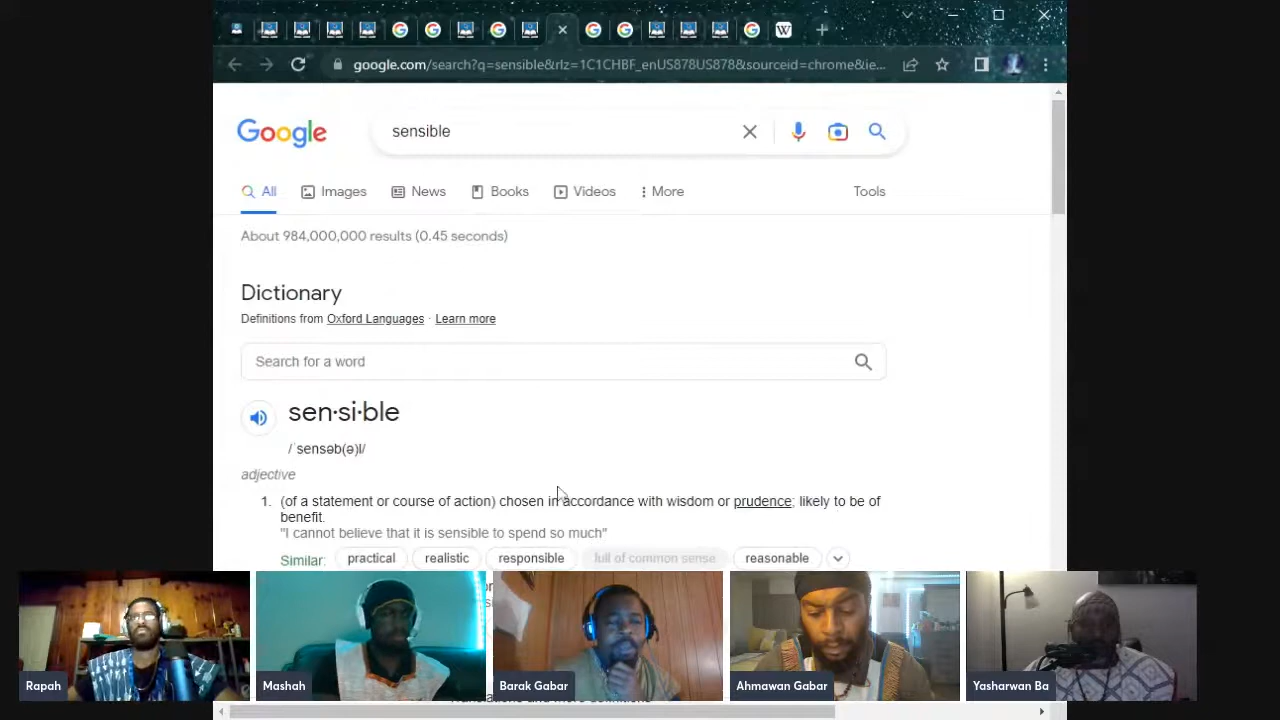 google.com/search?q=sensible&rlz=1C1CHBF_enUS878US878&sourceid=chrome&ie...
Google
sensible
All Images News Books Videos More Tools
About 984,000,000 results (0.45 seconds)
Dictionary
Definitions from Oxford Languages · Learn more
Search for a word
sen·si·ble
/ˈsensəb(ə)l/
adjective
1. (of a statement or course of action) chosen in accordance with wisdom or prudence; likely to be of
benefit.
"I cannot believe that it is sensible to spend so much"
Similar: practical realistic responsible full of common sense reasonable
Rapah
Mashah
Barak Gabar
Ahmawan Gabar
Yasharwan Ba